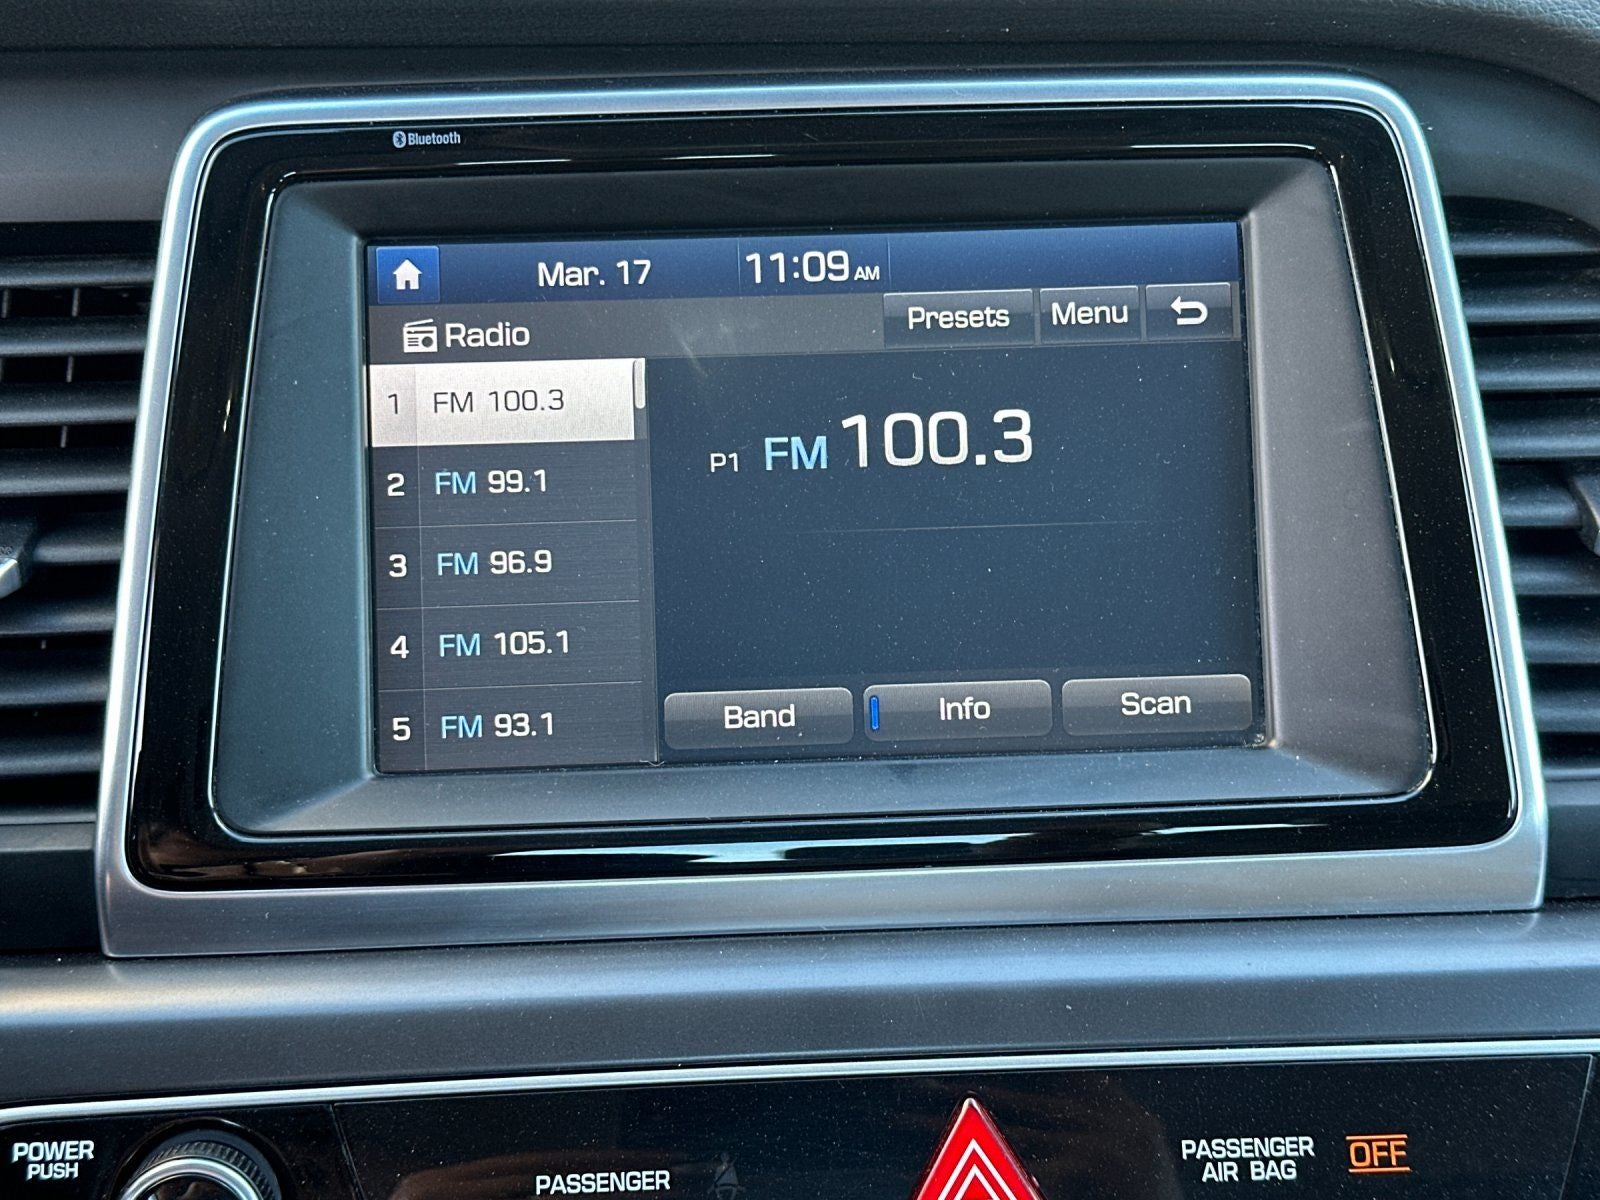 Bluetooth
Mar. 17 11:09 AM
Radio Presets Menu
1 FM 100.3
P1 FM 100.3
2 FM 99.1
3 FM 96.9
4 FM 105.1
5 FM 93.1
Band Info Scan
POWER
PUSH
PASSENGER
PASSENGER
AIR BAG
OFF